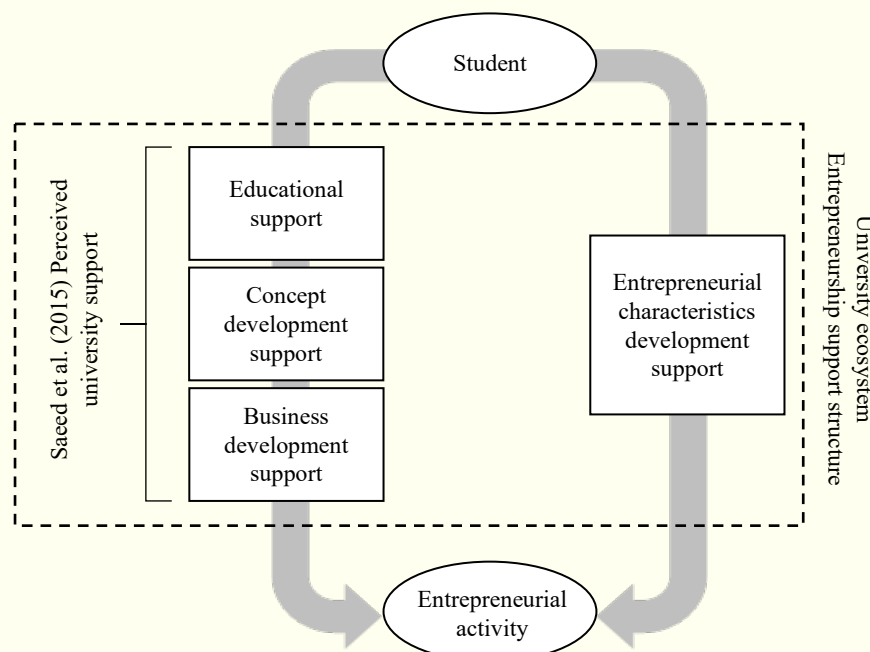 Student
Saeed et al. (2015) Perceived
university support
Educational
support
Concept
development
support
Business
development
support
Entrepreneurial
characteristics
development
support
University ecosystem
Entrepreneurship support structure
Entrepreneurial
activity